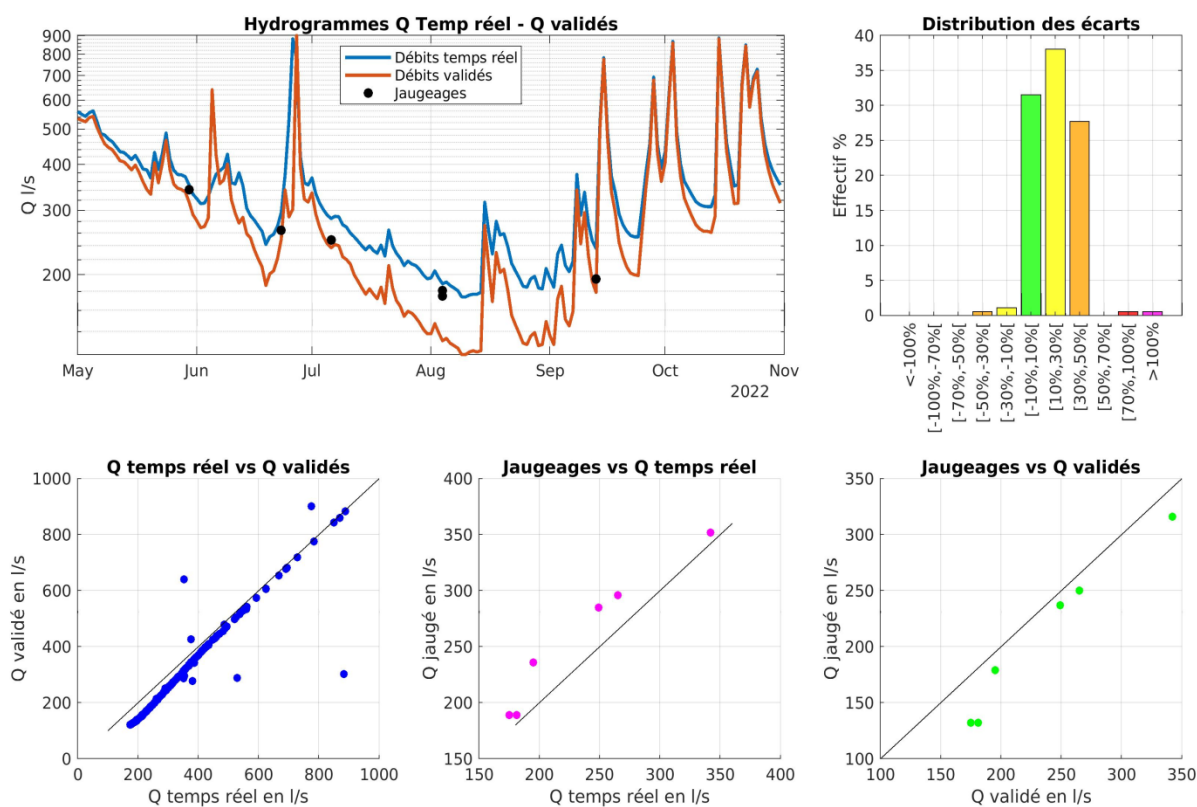 Hydrogrammes Q Temp réel - Q validés
900
800
700
600
500
400
300
200
Q l/s
Débits temps réel
Débits validés
Jaugeages
May
Jun
Jul
Aug
Sep
Oct
Nov
2022
Distribution des écarts
40
35
30
25
20
15
10
5
0
Effectif %
<-100%
[-100%,-70%[
[-70%,-50%[
[-50%,-30%[
[-30%,-10%[
[-10%,10%[
[10%,30%[
[30%,50%[
[50%,70%[
[70%,100%[
>100%
Q temps réel vs Q validés
1000
800
600
400
200
0
Q validé en l/s
0
200
400
600
800
1000
Q temps réel en l/s
Jaugeages vs Q temps réel
400
350
300
250
200
150
Q jaugé en l/s
150
200
250
300
350
400
Q temps réel en l/s
Jaugeages vs Q validés
350
300
250
200
150
100
Q jaugé en l/s
100
150
200
250
300
350
Q validé en l/s